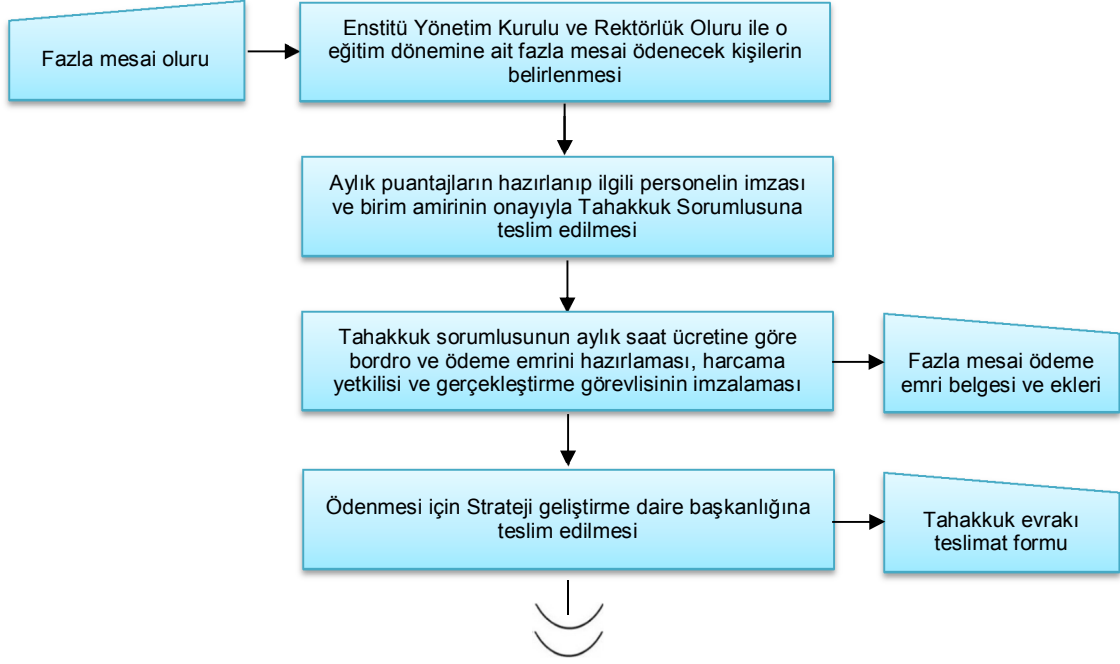 Fazla mesai oluru
Enstitü Yönetim Kurulu ve Rektörlük Oluru ile o
eğitim dönemine ait fazla mesai ödenecek kişilerin
belirlenmesi
Aylık puantajların hazırlanıp ilgili personelin imzası
ve birim amirinin onayıyla Tahakkuk Sorumlusuna
teslim edilmesi
Tahakkuk sorumlusunun aylık saat ücretine göre
bordro ve ödeme emrini hazırlaması, harcama
yetkilisi ve gerçekleştirme görevlisinin imzalaması
Fazla mesai ödeme
emri belgesi ve ekleri
Ödenmesi için Strateji geliştirme daire başkanlığına
teslim edilmesi
Tahakkuk evrakı
teslimat formu